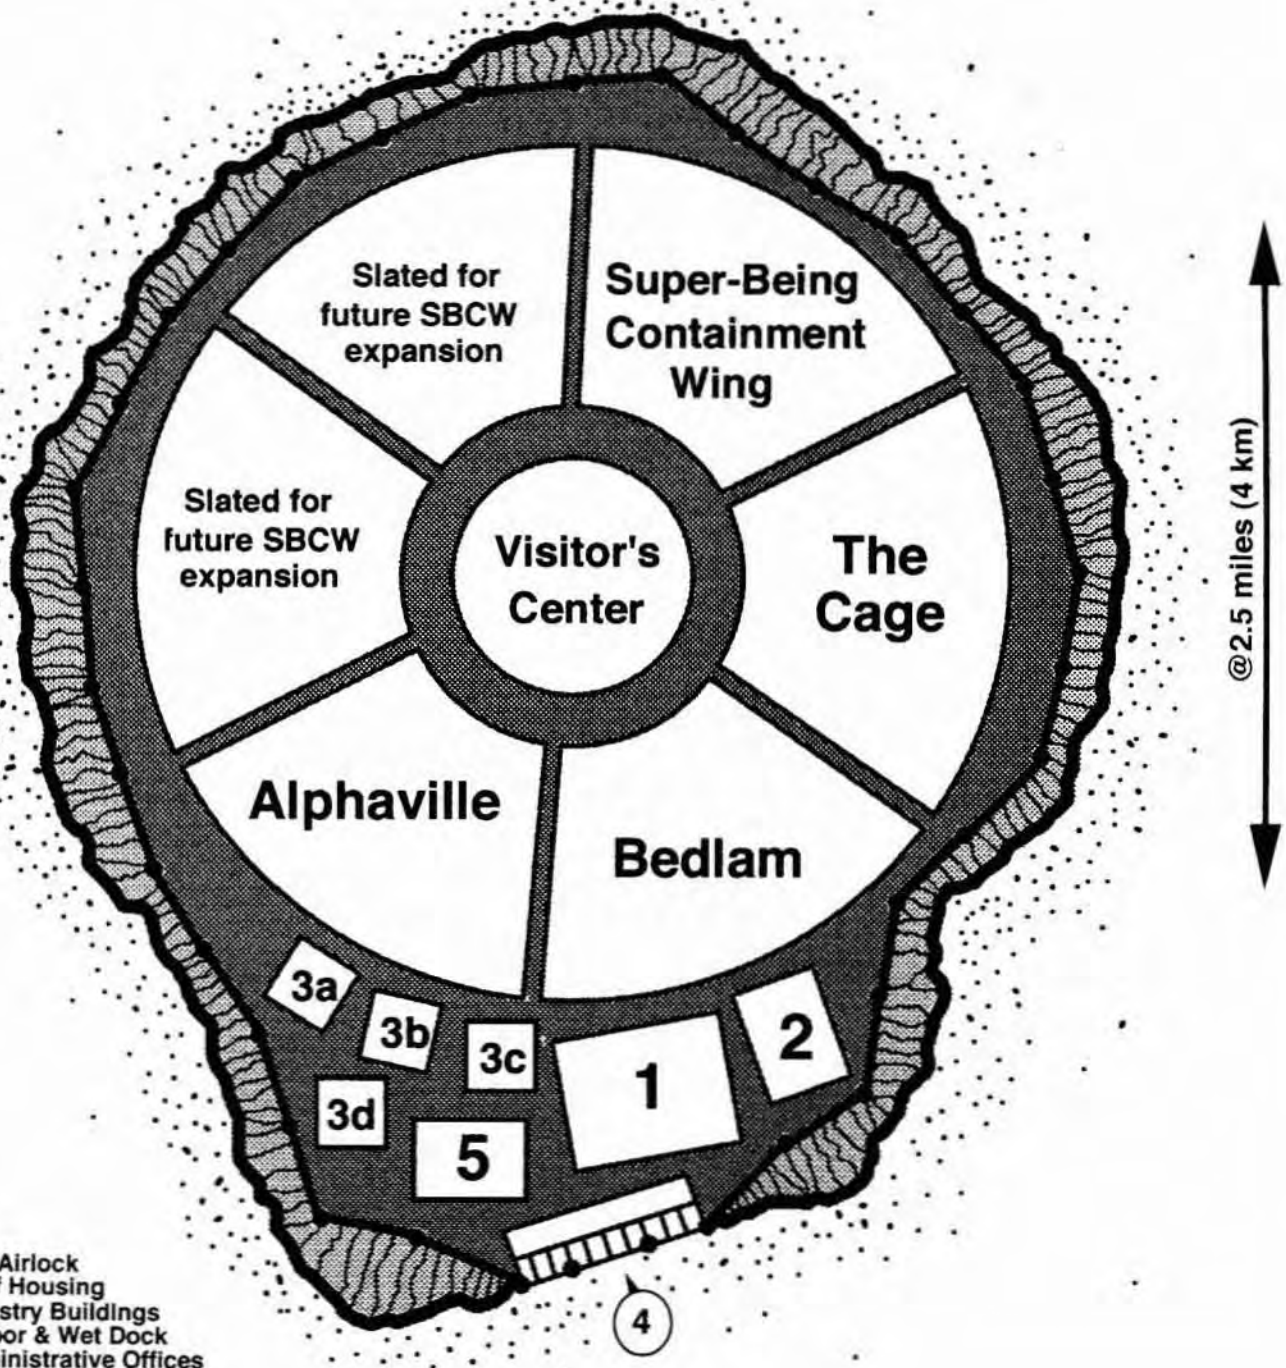 Slated for
future SBCW
expansion
Super-Being
Containment
Wing
Slated for
future SBCW
expansion
Visitor's
Center
The
Cage
@2.5 miles (4 km)
Alphaville
Bedlam
3a
3b
3c
1
2
3d
5
4
Airlock
Housing
Buildings
& Wet Dock
Offices